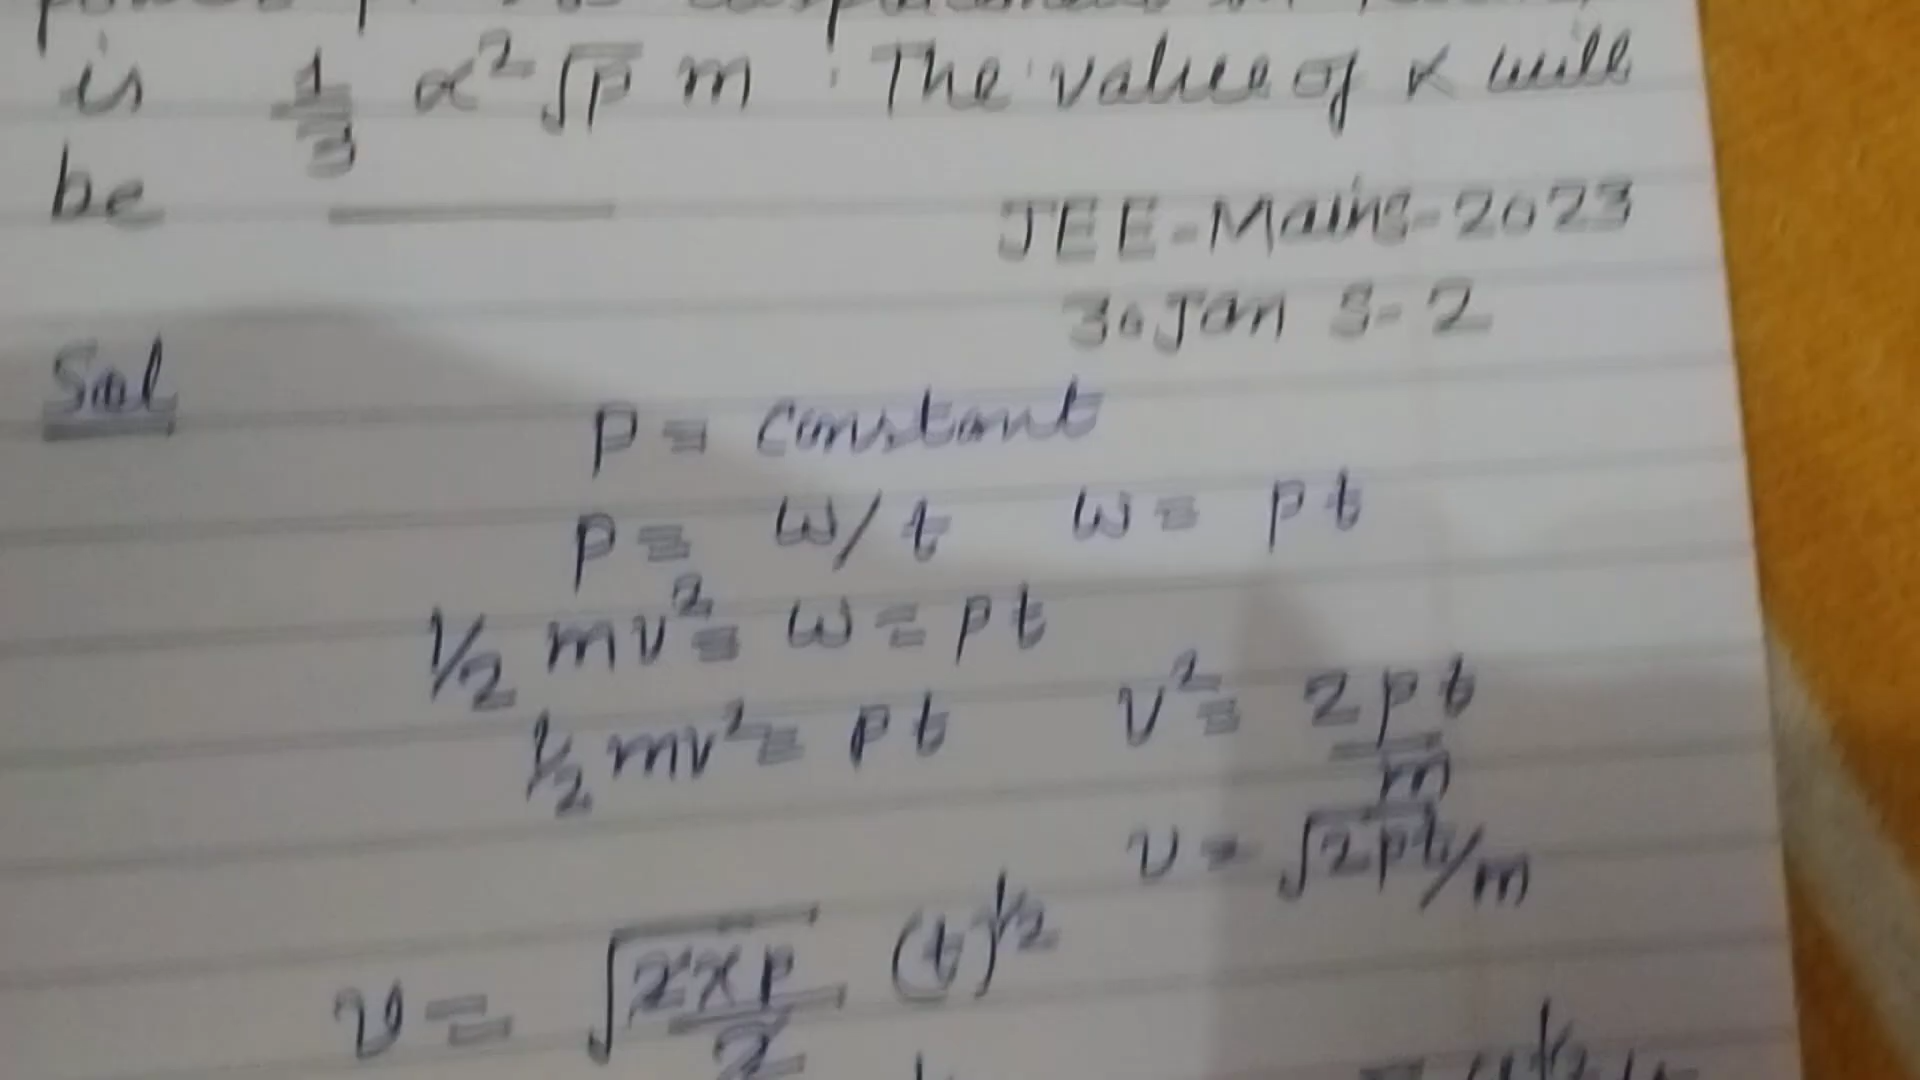 is 1/3 α² √p m . The value of α will
be ______
JEE-Mains-2023
30 Jan S-2
Sol
P = constant
P = W/t W = pt
1/2 mv² = W = pt
1/2 mv² = pt v² = 2pt/m
v = √2pt/m
v = √(2xp/2) (t)^1/2